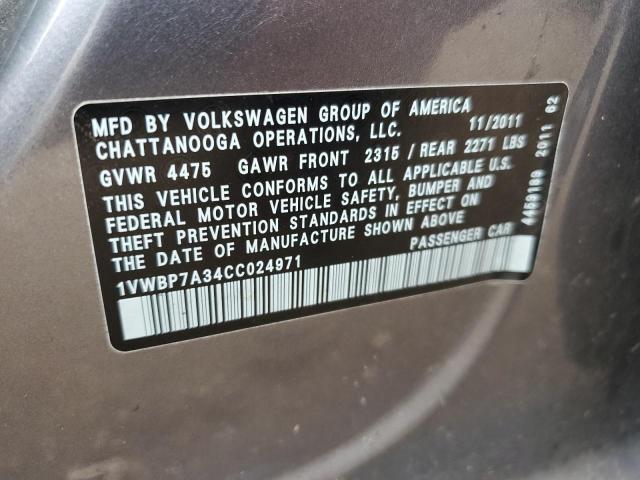 MFD BY VOLKSWAGEN GROUP OF AMERICA
CHATTANOOGA OPERATIONS, LLC. 11/2011
GVWR 4475 GAWR FRONT 2315 / REAR 2271 LBS
THIS VEHICLE CONFORMS TO ALL APPLICABLE U.S.
FEDERAL MOTOR VEHICLE SAFETY, BUMPER AND
THEFT PREVENTION STANDARDS IN EFFECT ON
THE DATE OF MANUFACTURE SHOWN ABOVE
PASSENGER CAR
1VWBP7A34CC024971
4469189 2011 62